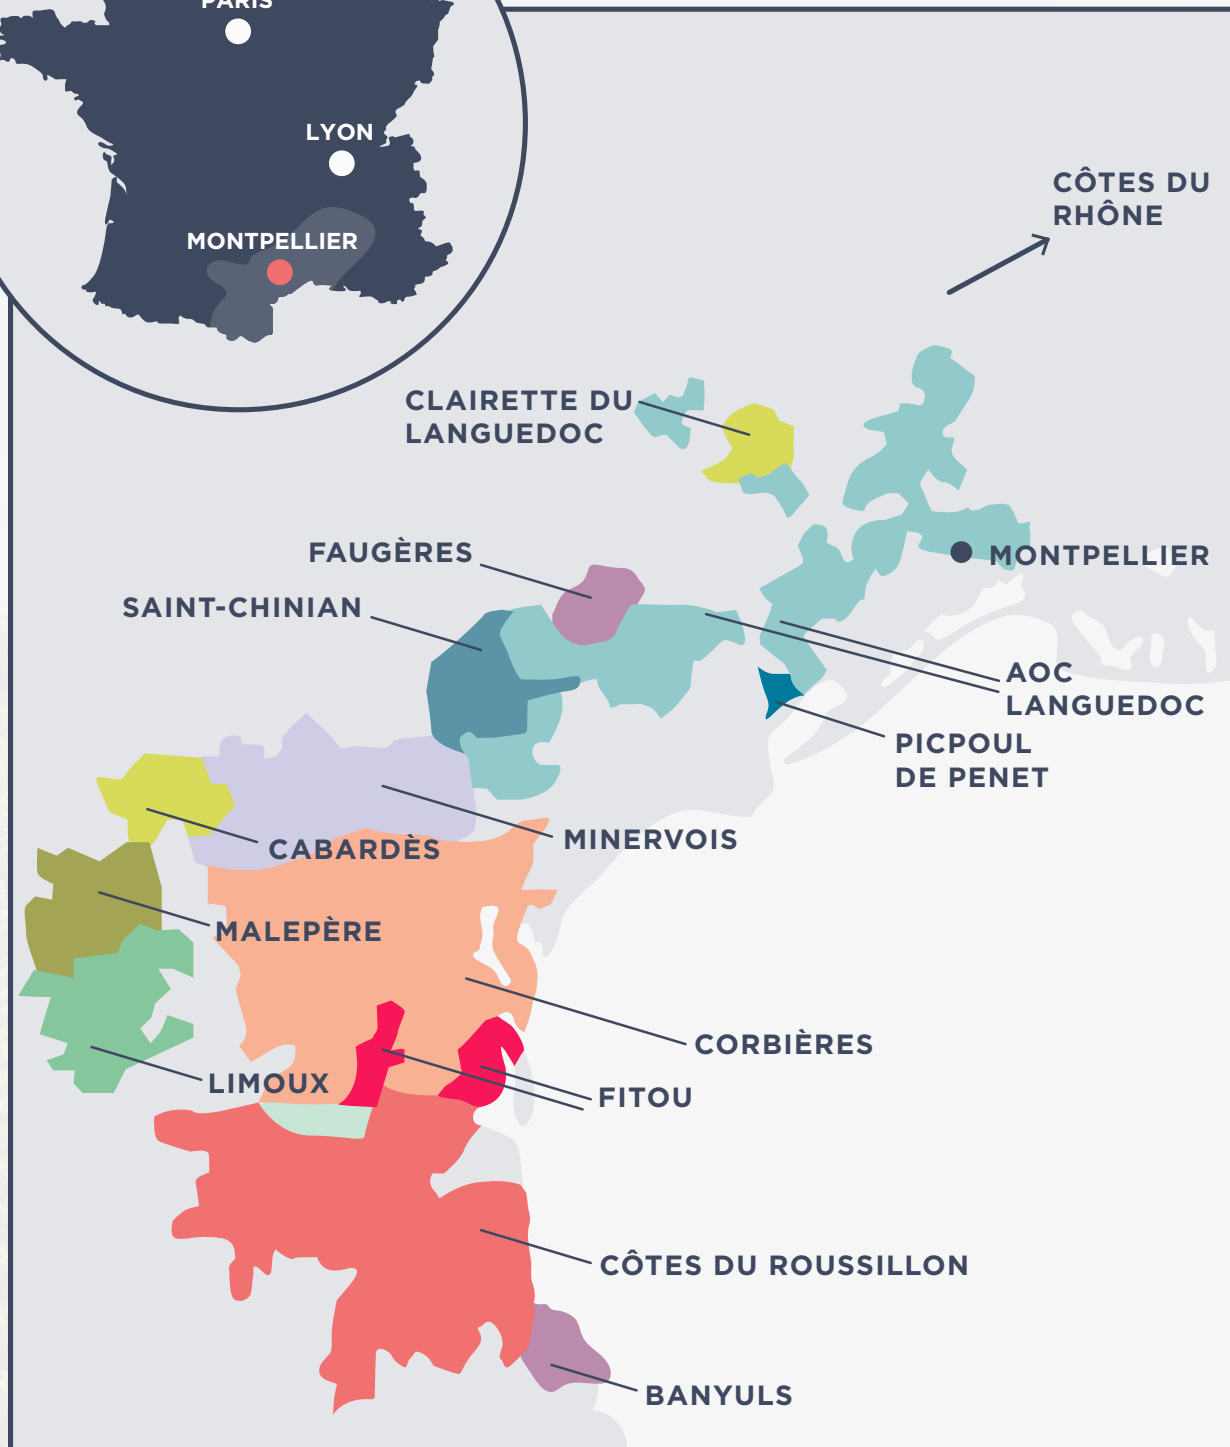 PARIS
LYON
MONTPELLIER
CÔTES DU
RHÔNE
CLAIRETTE DU
LANGUEDOC
FAUGÈRES
MONTPELLIER
SAINT-CHINIAN
AOC
LANGUEDOC
PICPOUL
DE PENET
MINERVOIS
CABARDÈS
MALEPÈRE
CORBIÈRES
LIMOUX
FITOU
CÔTES DU ROUSSILLON
BANYULS